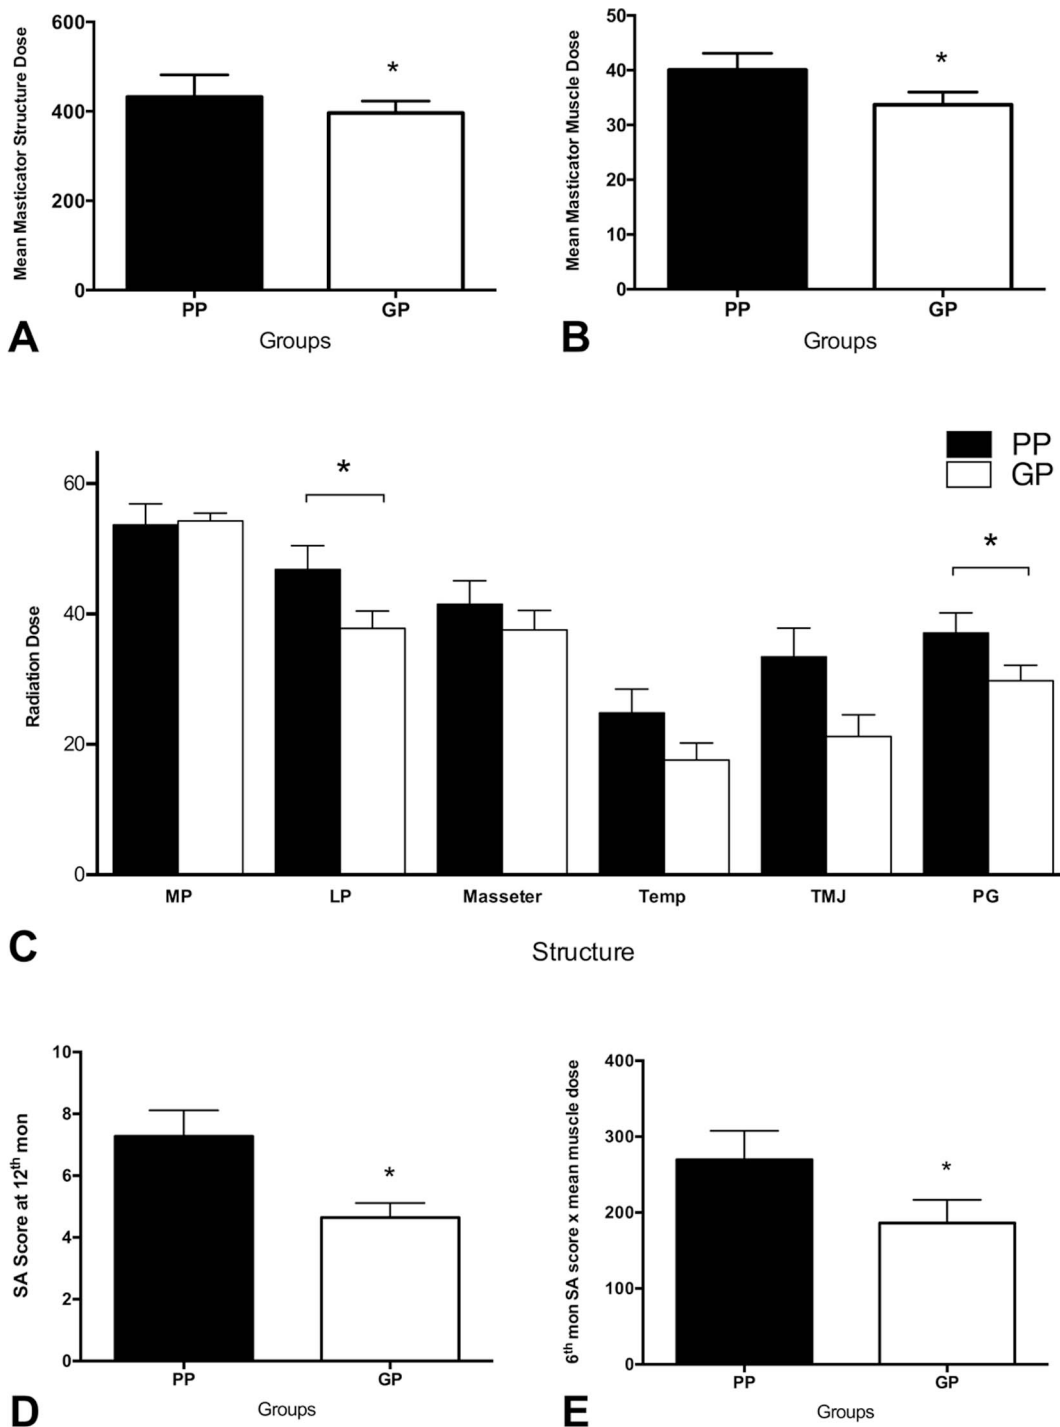 Mean Masticator Structure Dose
600
400
200
0
*
PP
GP
Groups
A
Mean Masticator Muscle Dose
50
40
30
20
10
0
*
PP
GP
Groups
B
PP
GP
Radiation Dose
60
40
20
0
*
*
MP
LP
Masseter
Temp
TMJ
PG
Structure
C
SA Score at 12th mon
10
8
6
4
2
0
*
PP
GP
Groups
D
6th mon SA score x mean muscle dose
400
300
200
100
0
*
PP
GP
Groups
E